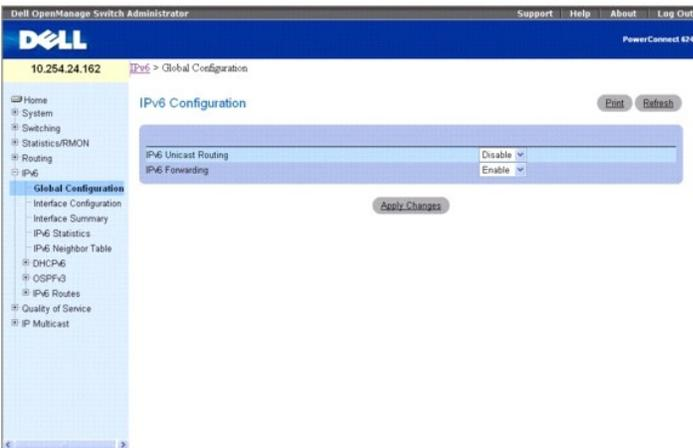 Dell OpenManage Switch Administrator Support Help About Log Out
DELL
PowerConnect 624
10.254.24.162
IPv6 > Global Configuration
Home
System
Switching
Statistics/RMON
Routing
IPv6
Global Configuration
Interface Configuration
Interface Summary
IPv6 Statistics
IPv6 Neighbor Table
DHCPv6
OSPFv3
IPv6 Routes
Quality of Service
IP Multicast
IPv6 Configuration
Print Refresh
IPv6 Unicast Routing Disable
IPv6 Forwarding Enable
Apply Changes